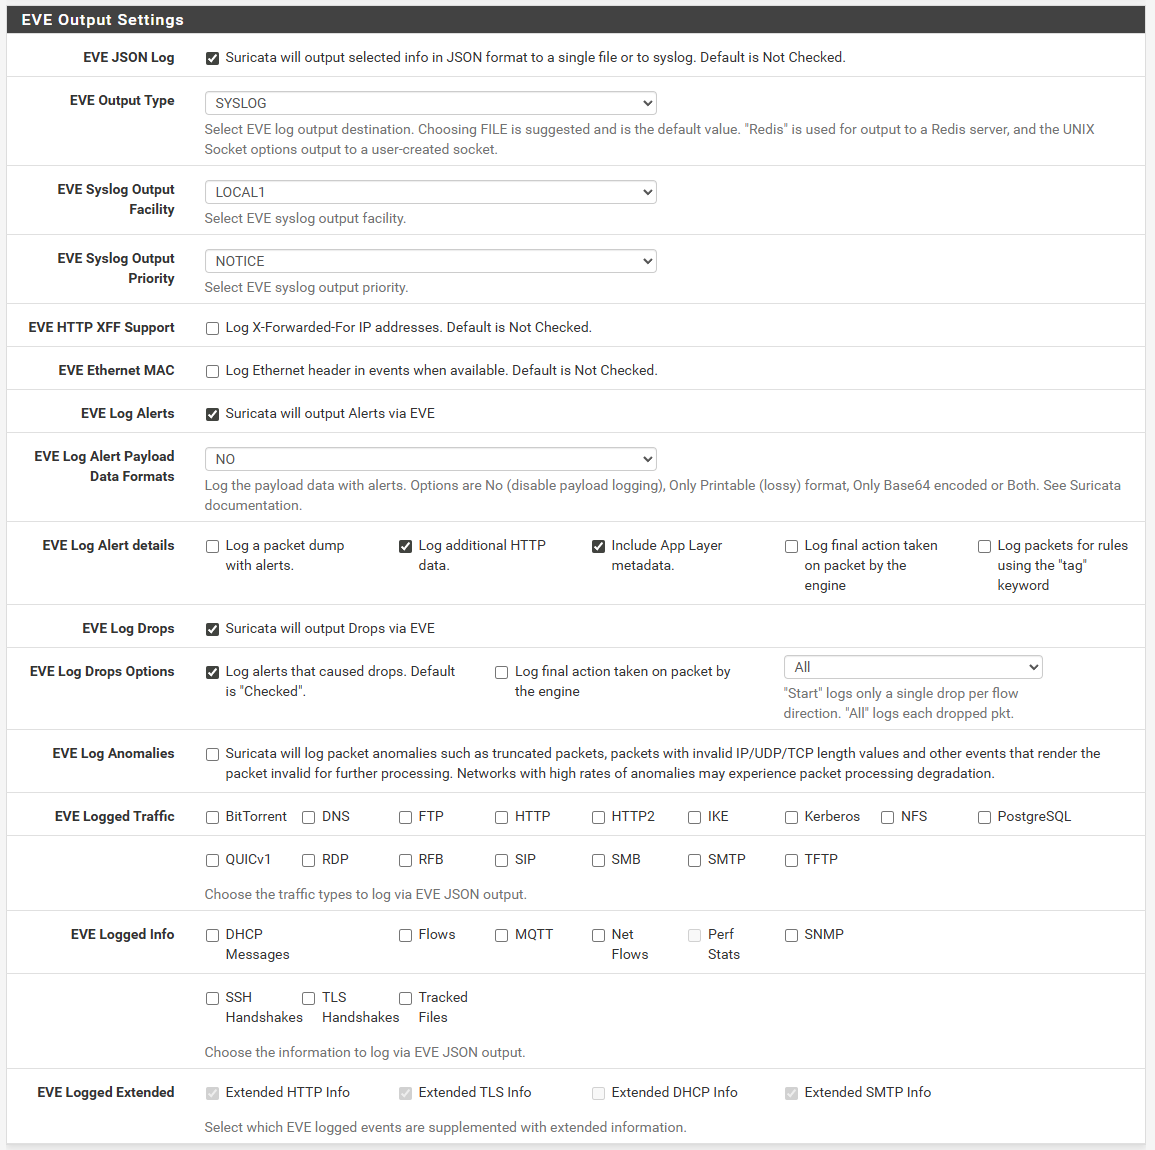 EVE Output Settings
EVE JSON Log
Suricata will output selected info in JSON format to a single file or to syslog. Default is Not Checked.
EVE Output Type
SYSLOG
Select EVE log output destination. Choosing FILE is suggested and is the default value. "Redis" is used for output to a Redis server, and the UNIX
Socket options output to a user-created socket.
EVE Syslog Output
Facility
LOCAL1
Select EVE syslog output facility.
EVE Syslog Output
Priority
NOTICE
Select EVE syslog output priority.
EVE HTTP XFF Support
Log X-Forwarded-For IP addresses. Default is Not Checked.
EVE Ethernet MAC
Log Ethernet header in events when available. Default is Not Checked.
EVE Log Alerts
Suricata will output Alerts via EVE
EVE Log Alert Payload
Data Formats
NO
Log the payload data with alerts. Options are No (disable payload logging), Only Printable (lossy) format, Only Base64 encoded or Both. See Suricata
documentation.
EVE Log Alert details
Log a packet dump
with alerts.
Log additional HTTP
data.
Include App Layer
metadata.
Log final action taken
on packet by the
engine
Log packets for rules
using the "tag"
keyword
EVE Log Drops
Suricata will output Drops via EVE
EVE Log Drops Options
Log alerts that caused drops. Default
is "Checked".
Log final action taken on packet by
the engine
All
"Start" logs only a single drop per flow
direction. "All" logs each dropped pkt.
EVE Log Anomalies
Suricata will log packet anomalies such as truncated packets, packets with invalid IP/UDP/TCP length values and other events that render the
packet invalid for further processing. Networks with high rates of anomalies may experience packet processing degradation.
EVE Logged Traffic
BitTorrent
DNS
FTP
HTTP
HTTP2
IKE
Kerberos
NFS
PostgreSQL
QUICv1
RDP
RFB
SIP
SMB
SMTP
TFTP
Choose the traffic types to log via EVE JSON output.
EVE Logged Info
DHCP
Messages
Flows
MQTT
Net
Flows
Perf
Stats
SNMP
SSH
Handshakes
TLS
Handshakes
Tracked
Files
Choose the information to log via EVE JSON output.
EVE Logged Extended
Extended HTTP Info
Extended TLS Info
Extended DHCP Info
Extended SMTP Info
Select which EVE logged events are supplemented with extended information.